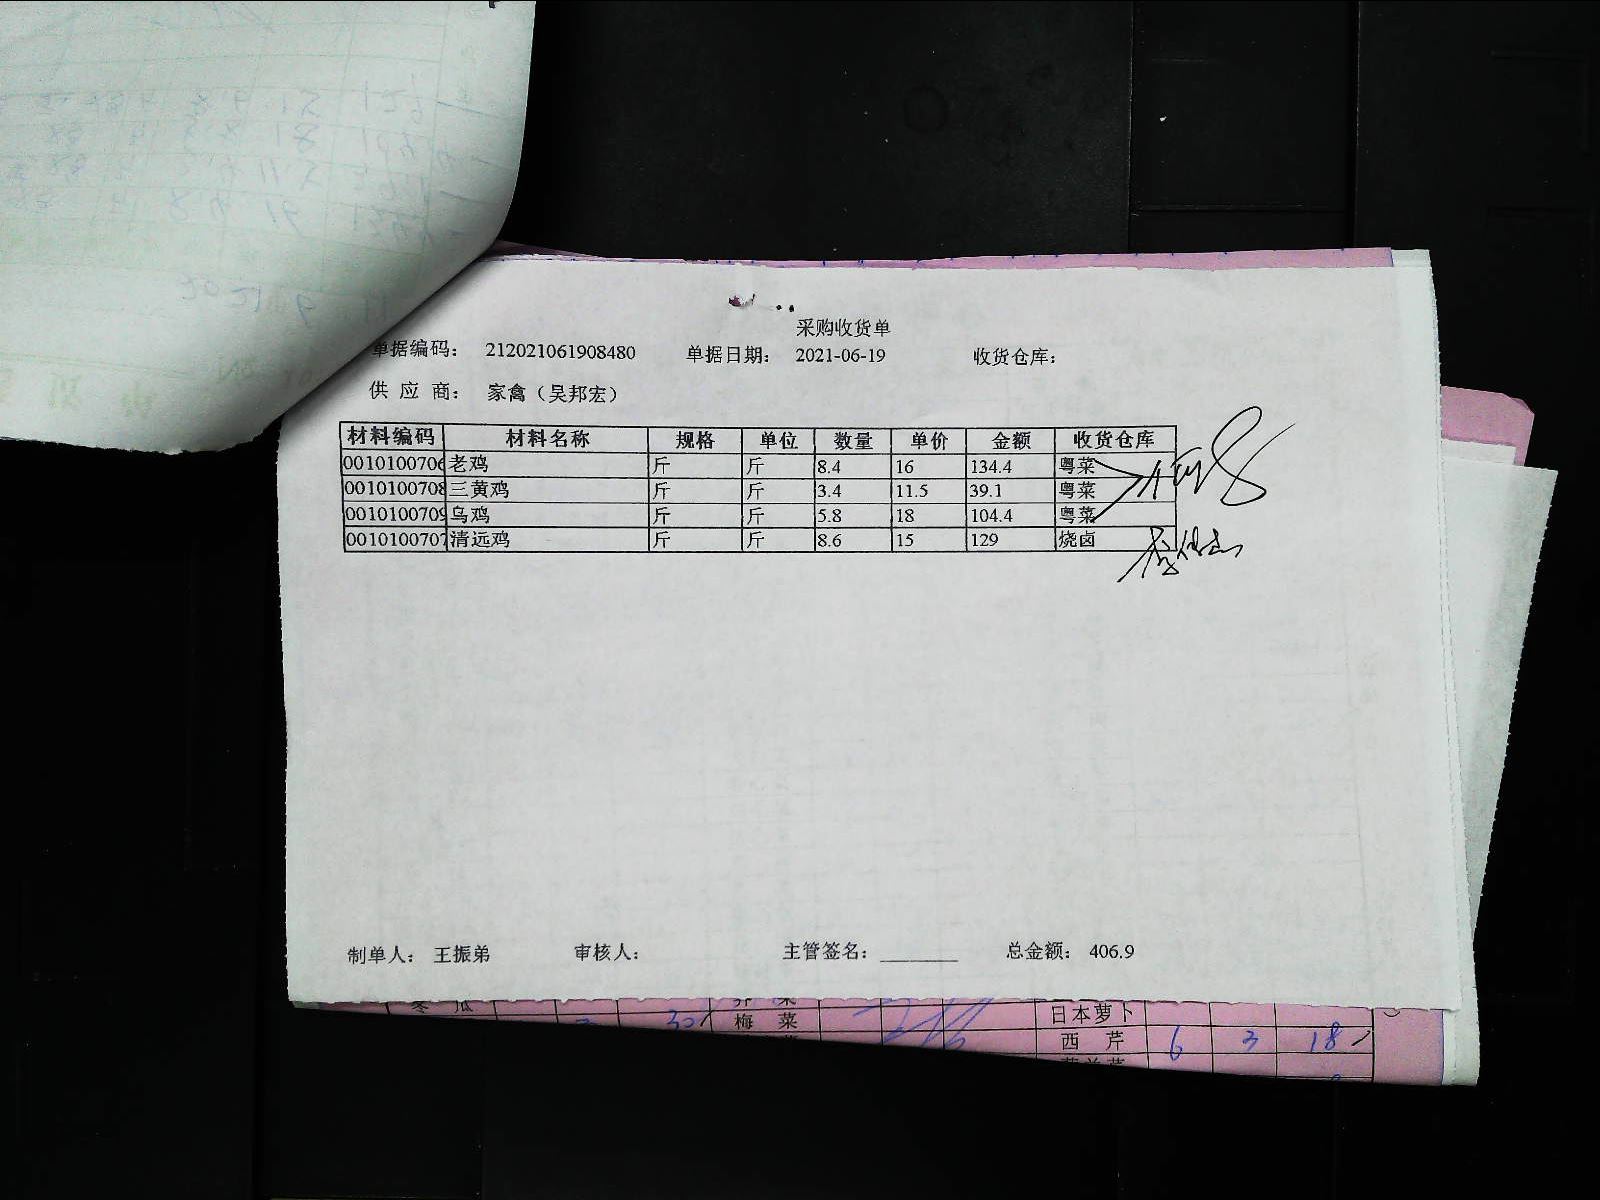 采购收货单
单据编码： 212021061908480 单据日期： 2021-06-19 收货仓库：
供 应 商： 家禽（吴邦宏）
材料编码 材料名称 规格 单位 数量 单价 金额 收货仓库
0010100706 老鸡 斤 斤 8.4 16 134.4 粤菜
0010100708 三黄鸡 斤 斤 3.4 11.5 39.1 粤菜
0010100709 乌鸡 斤 斤 5.8 18 104.4 粤菜
0010100707 清远鸡 斤 斤 8.6 15 129 烧卤
制单人： 王振弟 审核人： 主管签名： 总金额： 406.9
梅 菜 日本萝卜
西 芹 6 3 18